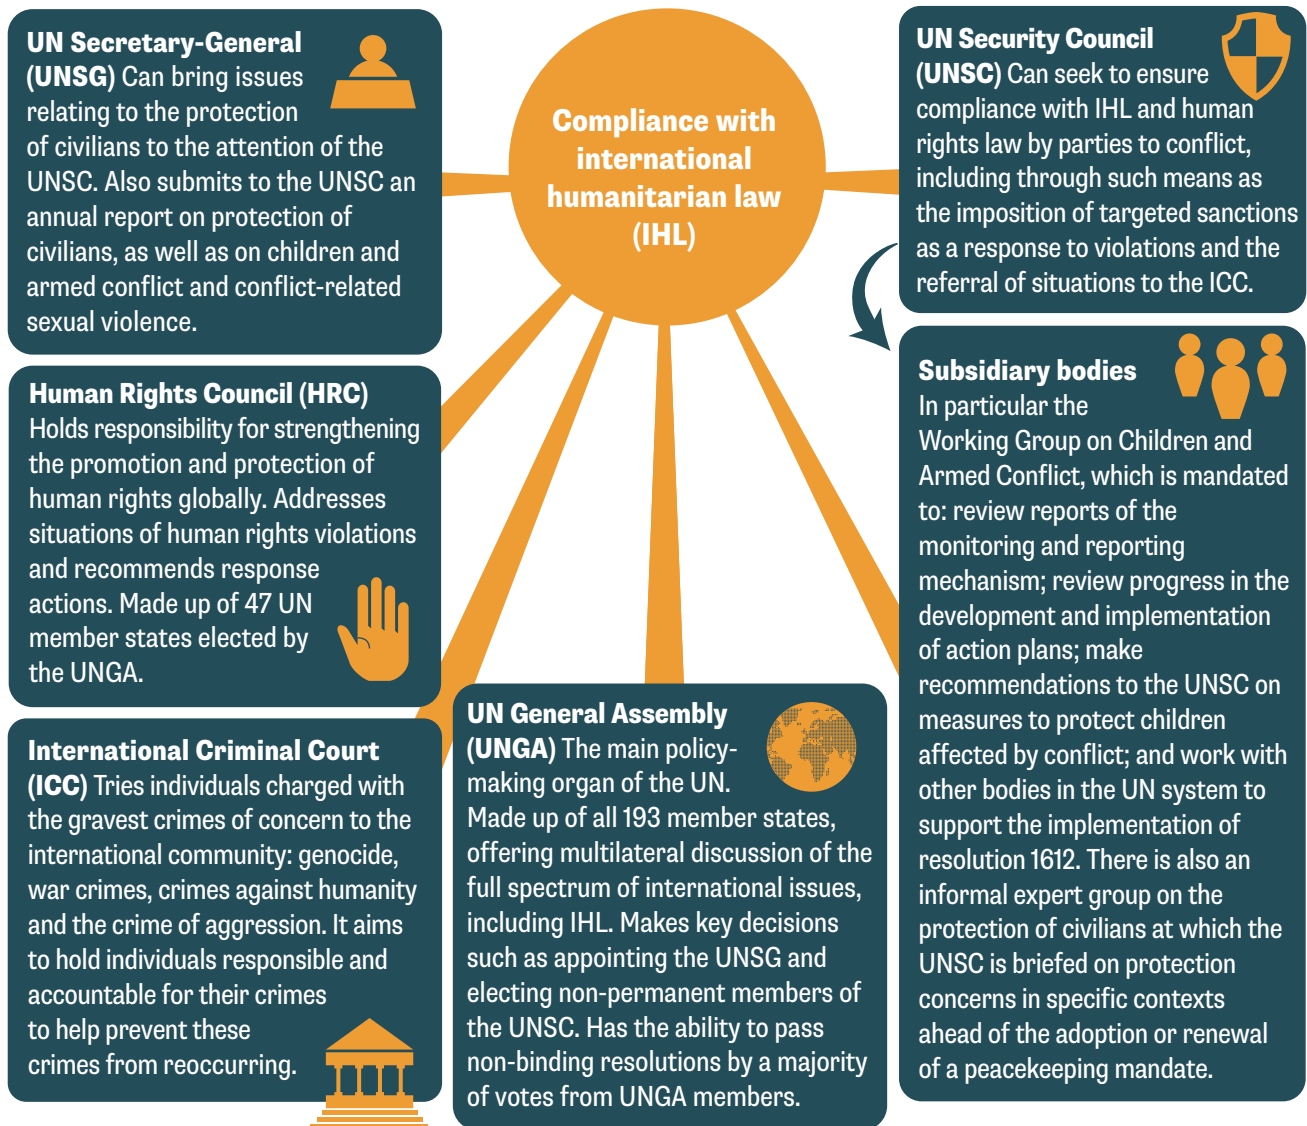 UN Secretary-General
(UNSG) Can bring issues
relating to the protection
of civilians to the attention of the
UNSC. Also submits to the UNSC an
annual report on protection of
civilians, as well as on children and
armed conflict and conflict-related
sexual violence.
Compliance with
international
humanitarian law
(IHL)
UN Security Council
(UNSC) Can seek to ensure
compliance with IHL and human
rights law by parties to conflict,
including through such means as
the imposition of targeted sanctions
as a response to violations and the
referral of situations to the ICC.
Human Rights Council (HRC)
Holds responsibility for strengthening
the promotion and protection of
human rights globally. Addresses
situations of human rights violations
and recommends response
actions. Made up of 47 UN
member states elected by
the UNGA.
Subsidiary bodies
In particular the
Working Group on Children and
Armed Conflict, which is mandated
to: review reports of the
monitoring and reporting
mechanism; review progress in the
development and implementation
of action plans; make
recommendations to the UNSC on
measures to protect children
affected by conflict; and work with
other bodies in the UN system to
support the implementation of
resolution 1612. There is also an
informal expert group on the
protection of civilians at which the
UNSC is briefed on protection
concerns in specific contexts
ahead of the adoption or renewal
of a peacekeeping mandate.
International Criminal Court
(ICC) Tries individuals charged with
the gravest crimes of concern to the
international community: genocide,
war crimes, crimes against humanity
and the crime of aggression. It aims
to hold individuals responsible and
accountable for their crimes
to help prevent these
crimes from reoccurring.
UN General Assembly
(UNGA) The main policy-
making organ of the UN.
Made up of all 193 member states,
offering multilateral discussion of the
full spectrum of international issues,
including IHL. Makes key decisions
such as appointing the UNSG and
electing non-permanent members of
the UNSC. Has the ability to pass
non-binding resolutions by a majority
of votes from UNGA members.